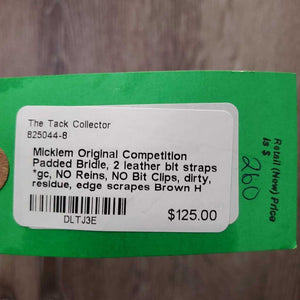 The Tack Collector
B25044-8
Micklem Original Competition
Padded Bridle, 2 leather bit straps
*gc, NO Reins, NO Bit Clips, dirty,
residue, edge scrapes Brown H
DLTJ3E
$125.00
Retail (New) Price
Is $
260